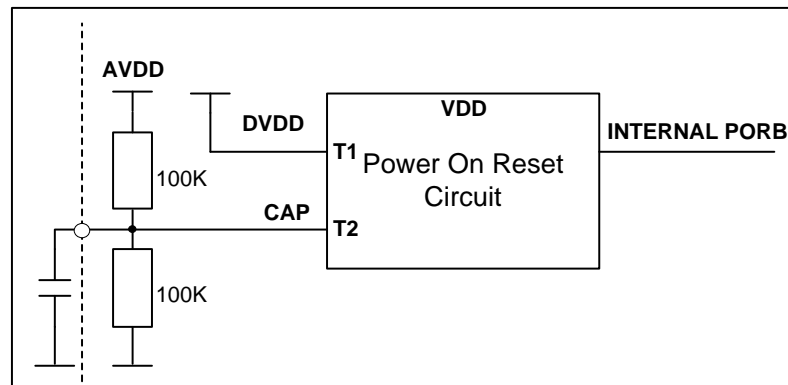 AVDD
VDD
DVDD
INTERNAL PORB
T1
Power On Reset
Circuit
100K
CAP
T2
100K